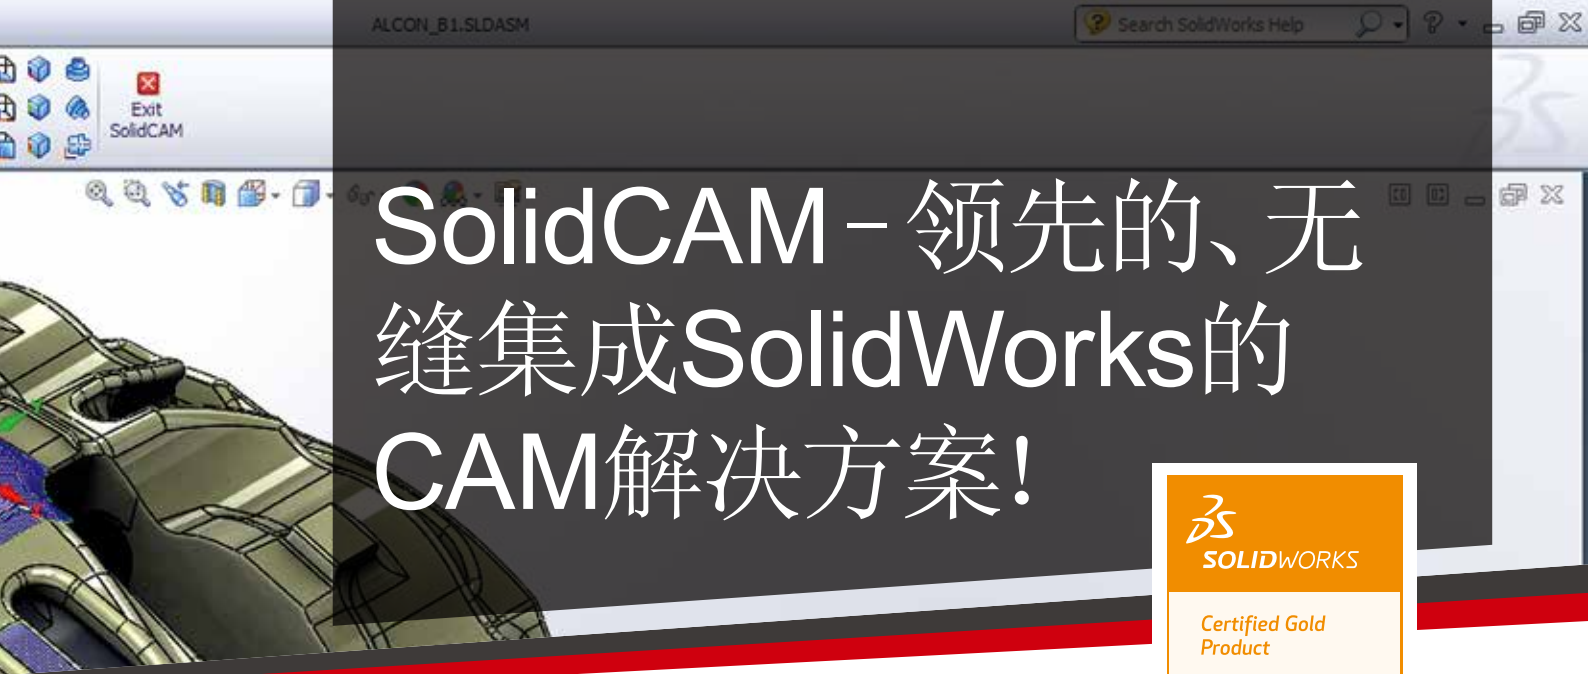 ALCON_B1.SLDASM
Search SolidWorks Help
Exit
SolidCAM
SolidCAM－领先的、无
缝集成SolidWorks的
CAM解决方案！
SOLIDWORKS
Certified Gold
Product